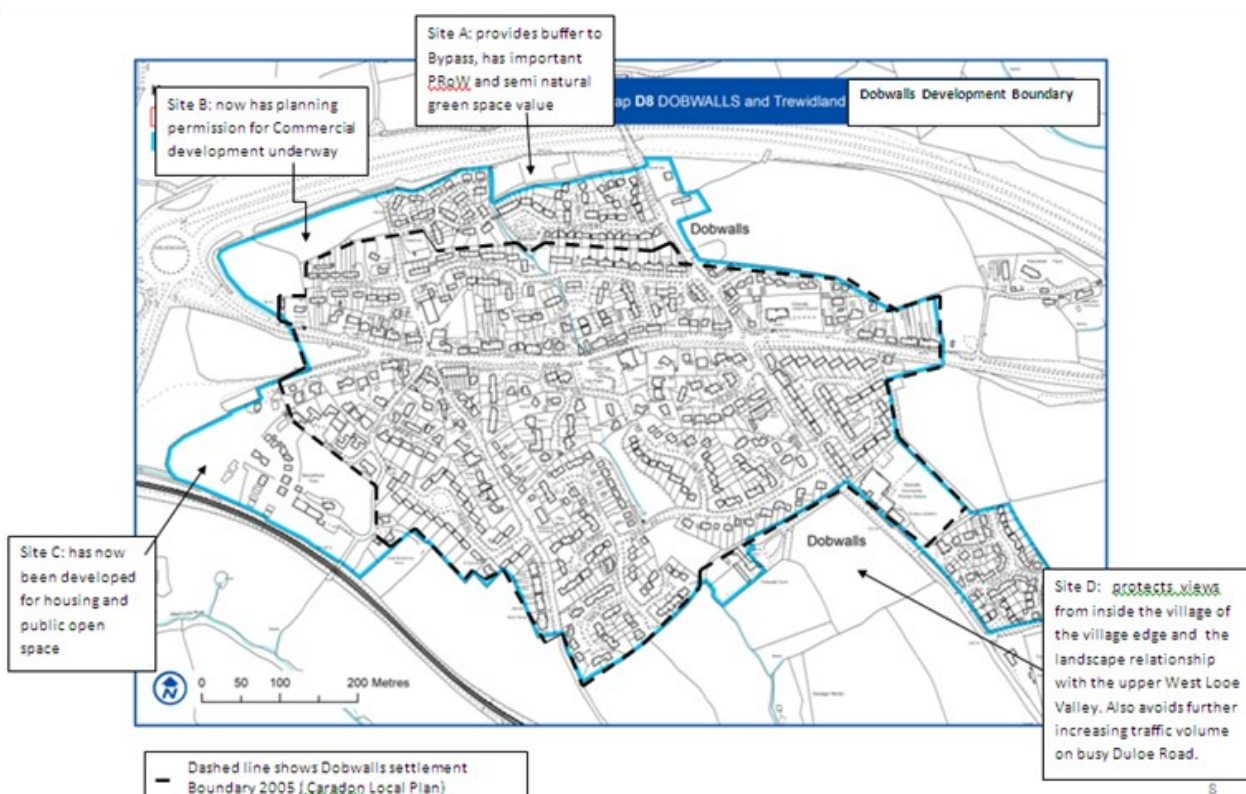 Site A: provides buffer to
Bypass, has important
PRoW and semi natural
green space value
Site B: now has planning
permission for Commercial
development underway
ap D8 DOBWALLS and Trewidland
Dobwalls Development Boundary
Dobwalls
Dobwalls
Site C: has now
been developed
for housing and
public open
space
Site D: protects views
from inside the village of
the village edge and the
landscape relationship
with the upper West Looe
Valley. Also avoids further
increasing traffic volume
on busy Duloe Road.
N
0 50 100 200 Metres
Dashed line shows Dobwalls settlement
Boundary 2005 (Caradon Local Plan)
8